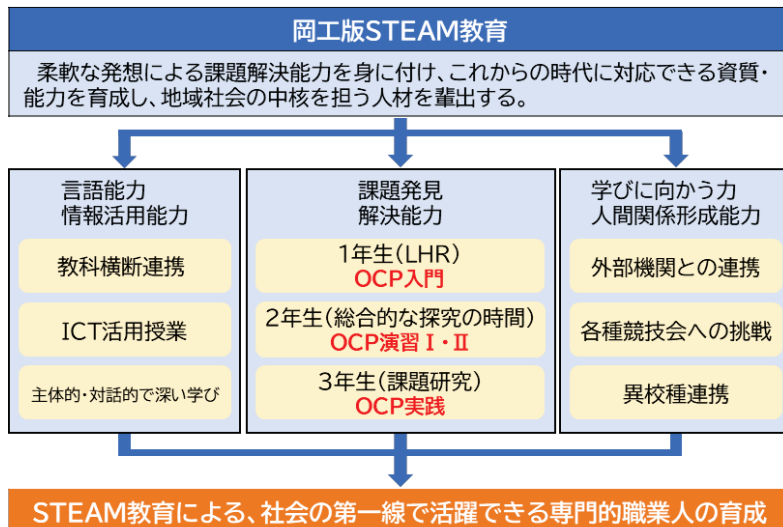 岡工版STEAM教育
柔軟な発想による課題解決能力を身に付け、これからの時代に対応できる資質・
能力を育成し、地域社会の中核を担う人材を輩出する。
言語能力
情報活用能力
教科横断連携
ICT活用授業
主体的・対話的で深い学び
課題発見
解決能力
1年生(LHR)
OCP入門
2年生(総合的な探究の時間)
OCP演習Ⅰ・Ⅱ
3年生(課題研究)
OCP実践
学びに向かう力
人間関係形成能力
外部機関との連携
各種競技会への挑戦
異校種連携
STEAM教育による、社会の第一線で活躍できる専門的職業人の育成